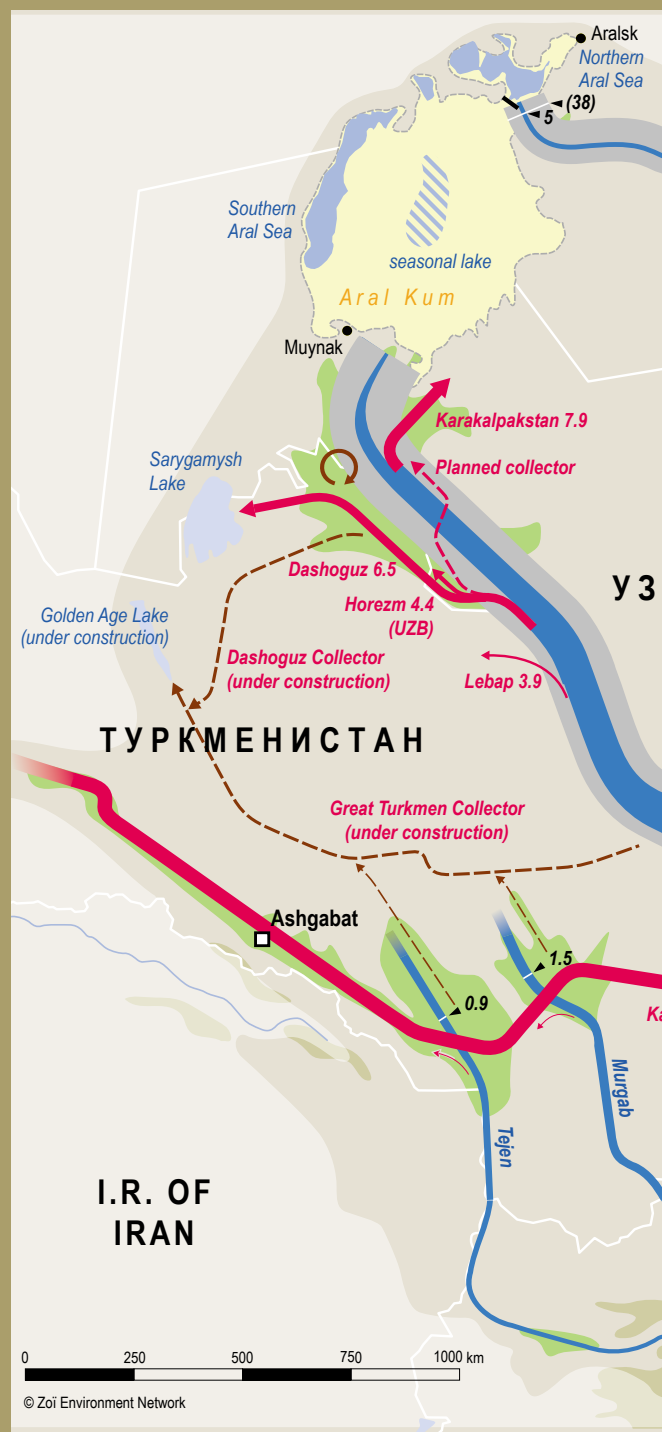 Aralsk
Northern
Aral Sea
(38)
5
Southern
Aral Sea
seasonal lake
Aral Kum
Muynak
Karakalpakstan 7.9
Sarygamysh
Lake
Planned collector
Dashoguz 6.5
УЗ
Horezm 4.4
(UZB)
Golden Age Lake
(under construction)
Dashoguz Collector
(under construction)
Lebap 3.9
ТУРКМЕНИСТАН
Great Turkmen Collector
(under construction)
Ashgabat
1.5
0.9
Ka
Murgab
Tejen
I.R. OF
IRAN
0 250 500 750 1000 km
© Zoï Environment Network